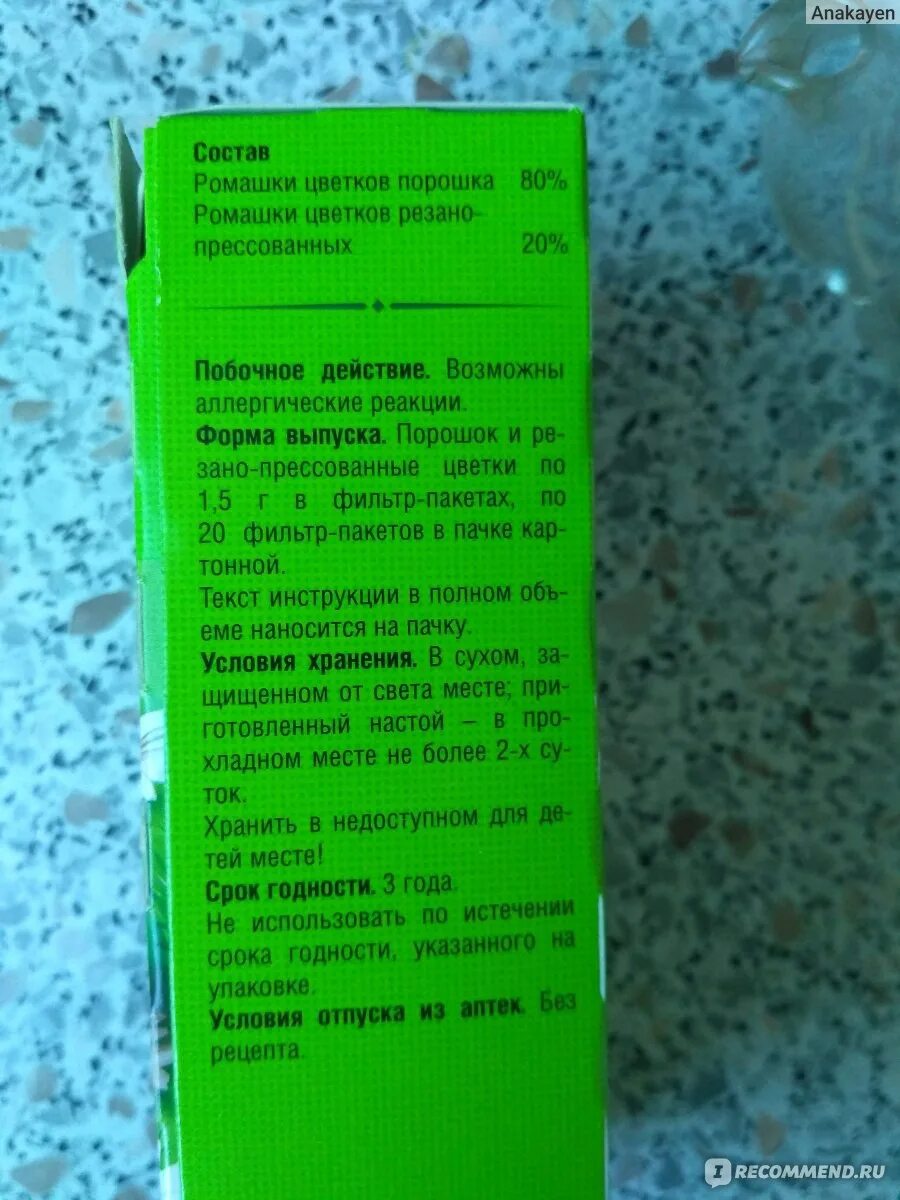 Anakayen
Состав
Ромашки цветков порошка 80%
Ромашки цветков резано-
прессованных 20%
Побочное действие. Возможны
аллергические реакции.
Форма выпуска. Порошок и ре-
зано-прессованные цветки по
1,5 г в фильтр-пакетах, по
20 фильтр-пакетов в пачке кар-
тонной.
Текст инструкции в полном объ-
еме наносится на пачку.
Условия хранения. В сухом, за-
щищенном от света месте; при-
готовленный настой – в про-
хладном месте не более 2-х су-
ток.
Хранить в недоступном для де-
тей месте!
Срок годности. 3 года.
Не использовать по истечении
срока годности, указанного на
упаковке.
Условия отпуска из аптек. Без
рецепта.
IRECOMMEND.RU